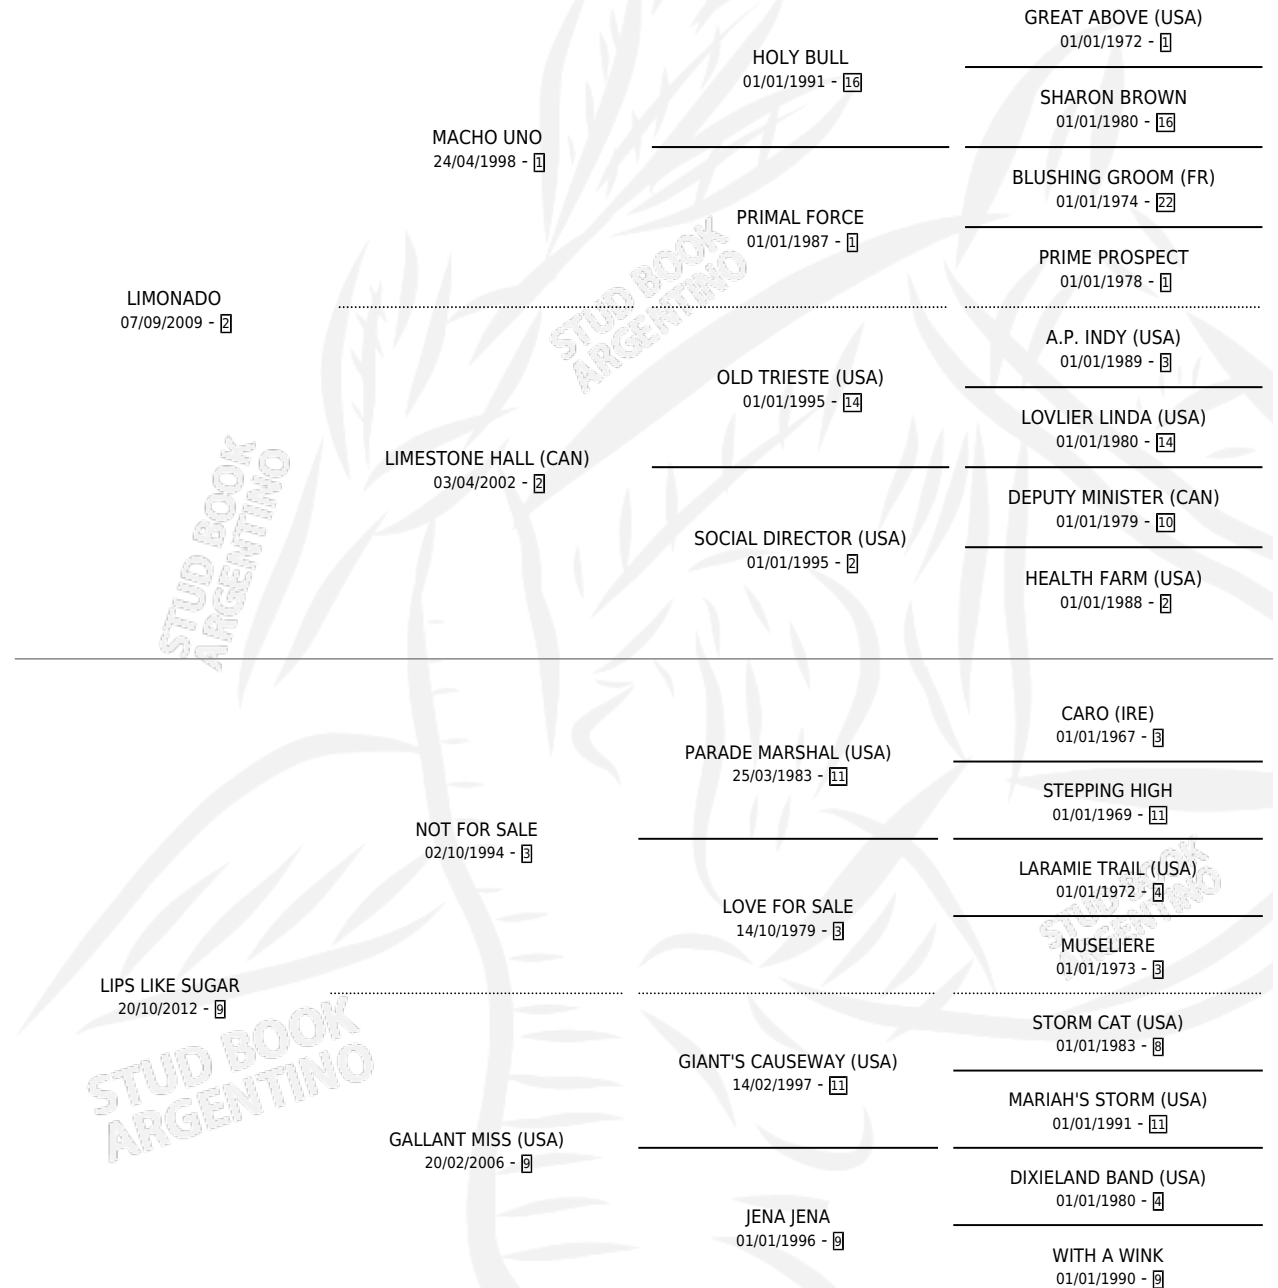 GREAT ABOVE (USA)
01/01/1972 - 1
HOLY BULL
01/01/1991 - 16
SHARON BROWN
01/01/1980 - 16
MACHO UNO
24/04/1998 - 1
BLUSHING GROOM (FR)
01/01/1974 - 22
PRIMAL FORCE
01/01/1987 - 1
PRIME PROSPECT
01/01/1978 - 1
LIMONADO
07/09/2009 - 2
A.P. INDY (USA)
01/01/1989 - 3
OLD TRIESTE (USA)
01/01/1995 - 14
LOVLIER LINDA (USA)
01/01/1980 - 14
LIMESTONE HALL (CAN)
03/04/2002 - 2
DEPUTY MINISTER (CAN)
01/01/1979 - 10
SOCIAL DIRECTOR (USA)
01/01/1995 - 2
HEALTH FARM (USA)
01/01/1988 - 2
STUD BOOK
ARGENTINO
STUD BOOK
ARGENTINO
CARO (IRE)
01/01/1967 - 3
PARADE MARSHAL (USA)
25/03/1983 - 11
STEPPING HIGH
01/01/1969 - 11
NOT FOR SALE
02/10/1994 - 3
LARAMIE TRAIL (USA)
01/01/1972 - 4
LOVE FOR SALE
14/10/1979 - 3
MUSELIERE
01/01/1973 - 3
LIPS LIKE SUGAR
20/10/2012 - 9
STORM CAT (USA)
01/01/1983 - 8
GIANT'S CAUSEWAY (USA)
14/02/1997 - 11
MARIAH'S STORM (USA)
01/01/1991 - 11
GALLANT MISS (USA)
20/02/2006 - 9
DIXIELAND BAND (USA)
01/01/1980 - 4
JENA JENA
01/01/1996 - 9
WITH A WINK
01/01/1990 - 9
STUD BOOK
ARGENTINO
STUD BOOK
ARGENTINO